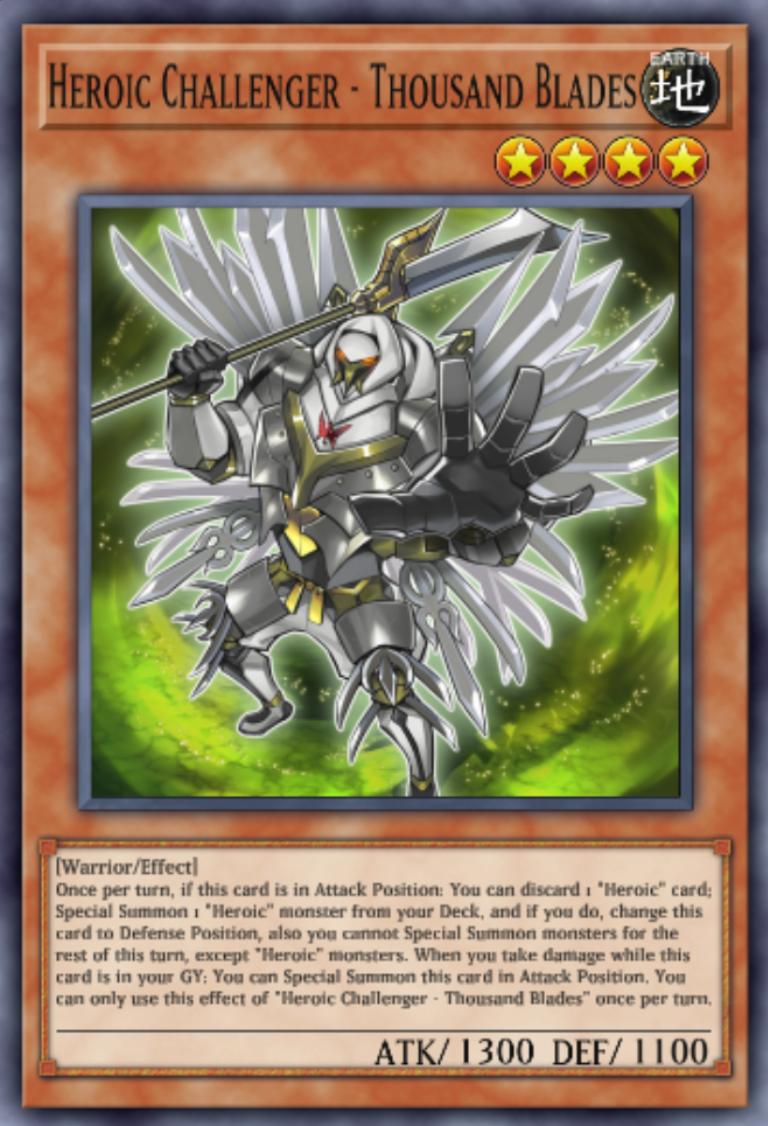 HEROIC CHALLENGER - THOUSAND BLADES
EARTH
地
[Warrior/Effect]
Once per turn, if this card is in Attack Position: You can discard 1 "Heroic" card;
Special Summon 1 "Heroic" monster from your Deck, and if you do, change this
card to Defense Position, also you cannot Special Summon monsters for the
rest of this turn, except "Heroic" monsters. When you take damage while this
card is in your GY: You can Special Summon this card in Attack Position. You
can only use this effect of "Heroic Challenger - Thousand Blades" once per turn.
ATK/ 1300 DEF/ 1100